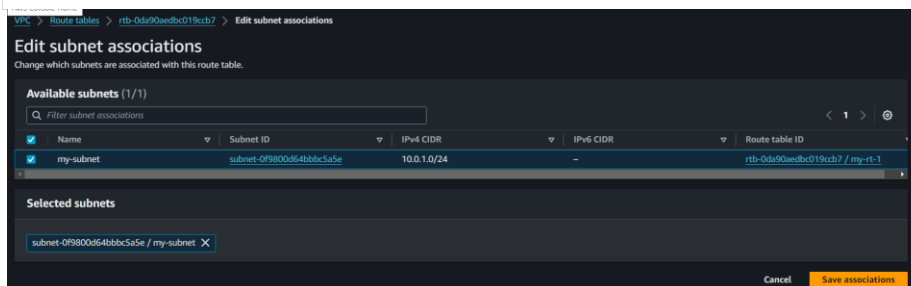 VPC > Route tables > rtb-0da90aedbc019ccb7 > Edit subnet associations
Edit subnet associations
Change which subnets are associated with this route table.
Available subnets (1/1)
Filter subnet associations
< 1 >
Name Subnet ID IPv4 CIDR IPv6 CIDR Route table ID
my-subnet subnet-0f9800d64bbbc5a5e 10.0.1.0/24 – rtb-0da90aedbc019ccb7 / my-rt-1
Selected subnets
subnet-0f9800d64bbbc5a5e / my-subnet X
Cancel Save associations